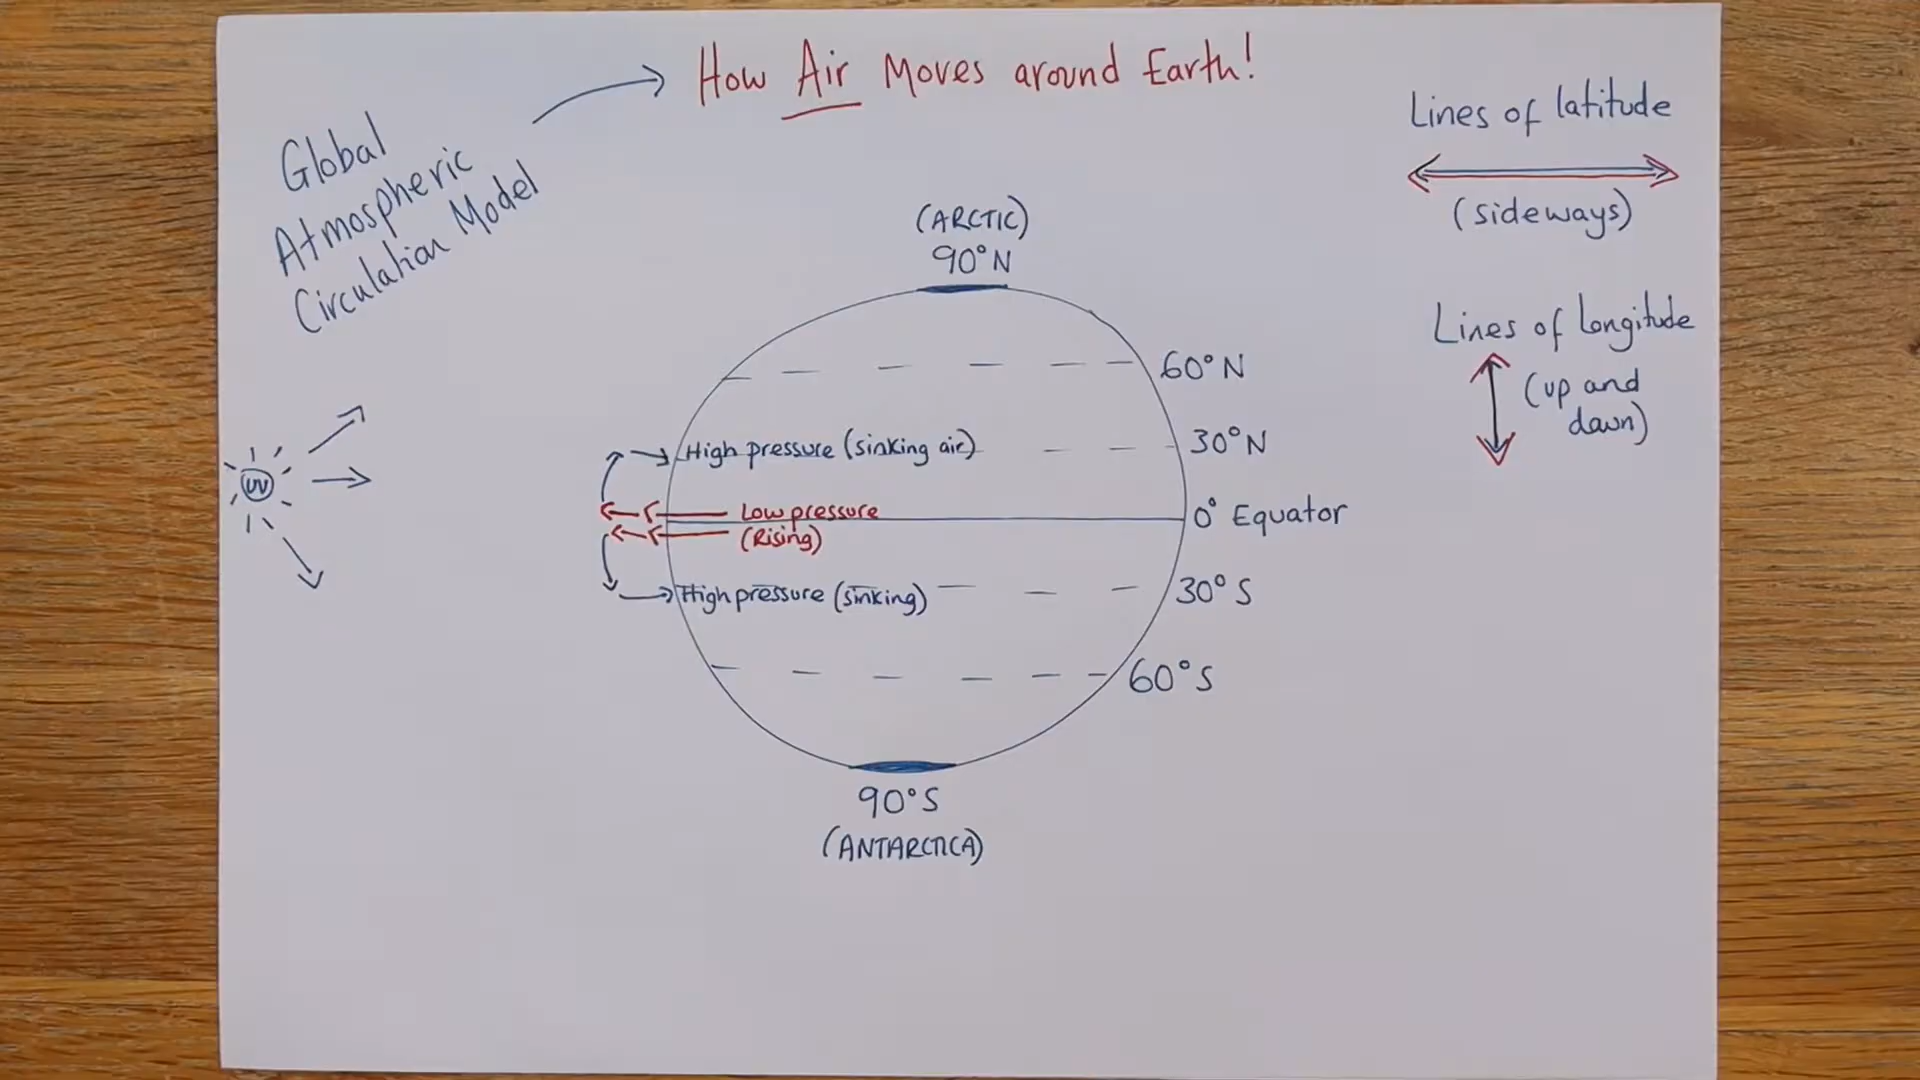 How Air Moves around Earth!
Global
Atmospheric
Circulation Model
Lines of latitude
(sideways)
Lines of longitude
(up and
down)
(ARCTIC)
90°N
60°N
High pressure (sinking air)
30°N
UV
Low pressure
(Rising)
0° Equator
High pressure (sinking)
30°S
60°S
90°S
(ANTARCTICA)